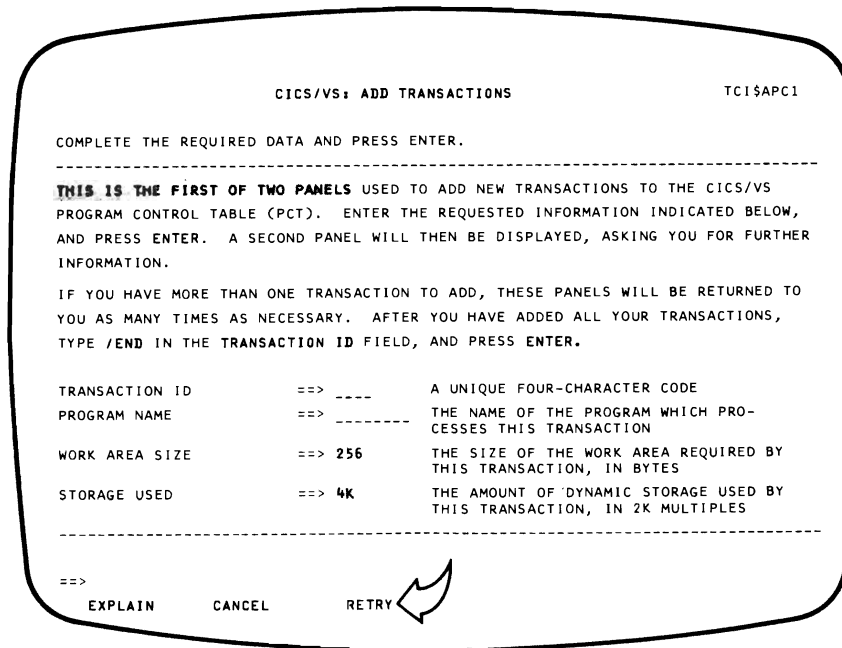 CICS/VS: ADD TRANSACTIONS TCI$APC1
COMPLETE THE REQUIRED DATA AND PRESS ENTER.
--------------------------------------------------------------------------------
THIS IS THE FIRST OF TWO PANELS USED TO ADD NEW TRANSACTIONS TO THE CICS/VS
PROGRAM CONTROL TABLE (PCT). ENTER THE REQUESTED INFORMATION INDICATED BELOW,
AND PRESS ENTER. A SECOND PANEL WILL THEN BE DISPLAYED, ASKING YOU FOR FURTHER
INFORMATION.
IF YOU HAVE MORE THAN ONE TRANSACTION TO ADD, THESE PANELS WILL BE RETURNED TO
YOU AS MANY TIMES AS NECESSARY. AFTER YOU HAVE ADDED ALL YOUR TRANSACTIONS,
TYPE /END IN THE TRANSACTION ID FIELD, AND PRESS ENTER.
TRANSACTION ID ==> ____ A UNIQUE FOUR-CHARACTER CODE
PROGRAM NAME ==> ________ THE NAME OF THE PROGRAM WHICH PRO-
CESSES THIS TRANSACTION
WORK AREA SIZE ==> 256 THE SIZE OF THE WORK AREA REQUIRED BY
THIS TRANSACTION, IN BYTES
STORAGE USED ==> 4K THE AMOUNT OF DYNAMIC STORAGE USED BY
THIS TRANSACTION, IN 2K MULTIPLES
--------------------------------------------------------------------------------
==>
EXPLAIN CANCEL RETRY